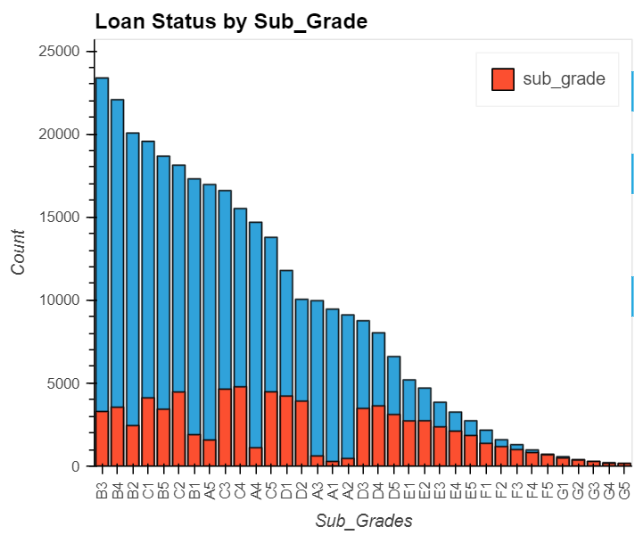 Loan Status by Sub_Grade
25000
20000
15000
10000
5000
0
Count
sub_grade
B3 B4 B2 C1 B5 C2 B1 A5 C3 C4 A4 C5 D1 D2 A3 A1 A2 D3 D4 D5 E1 E2 E3 E4 E5 F1 F2 F3 F4 F5 G1 G2 G3 G4 G5
Sub_Grades